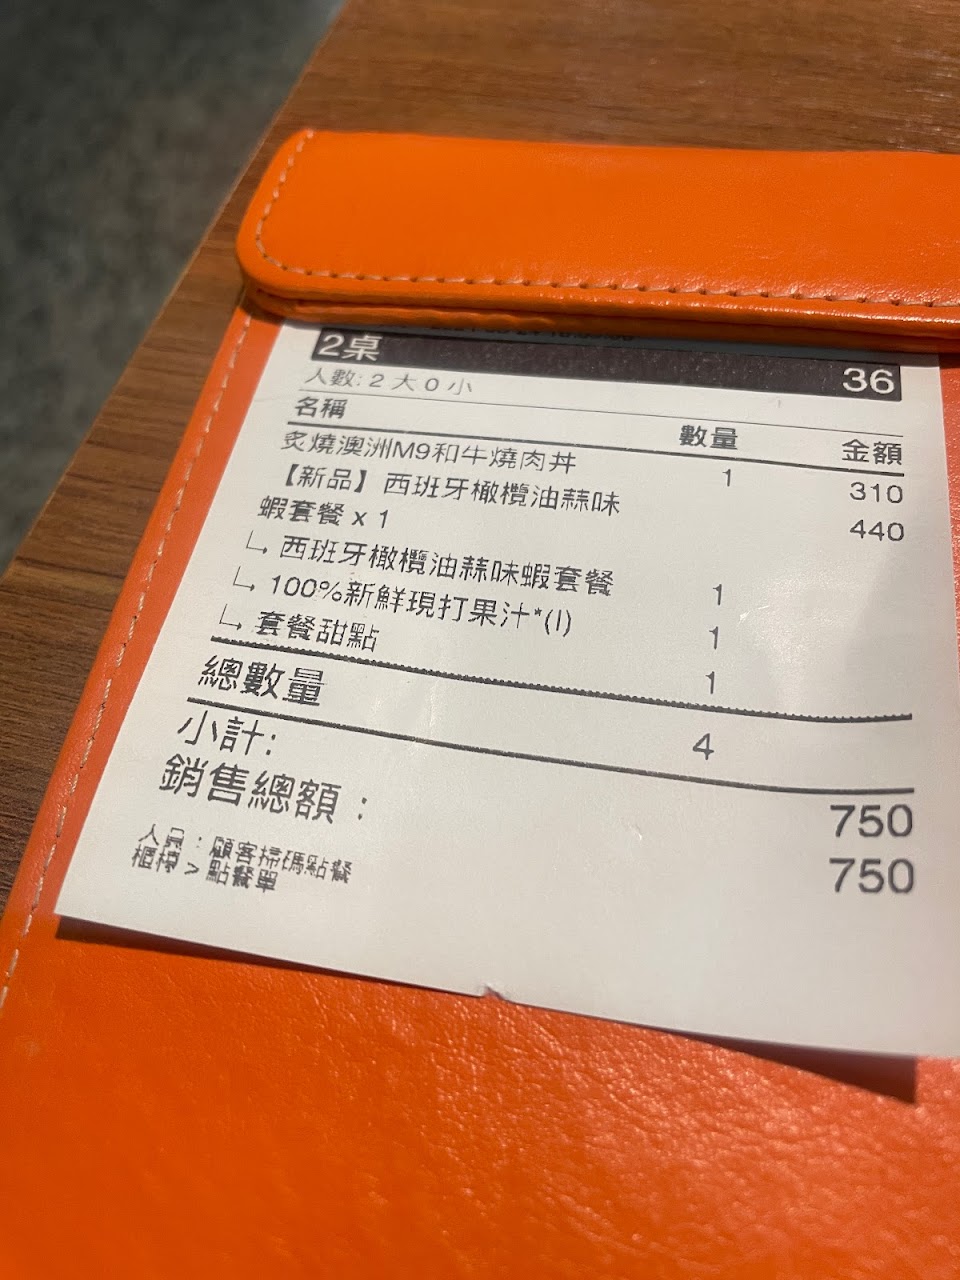 2桌 36
人數: 2 大 0 小
名稱 數量 金額
炙燒澳洲M9和牛燒肉丼 1 310
【新品】西班牙橄欖油蒜味 440
蝦套餐 x 1
西班牙橄欖油蒜味蝦套餐 1
100%新鮮現打果汁*(I) 1
套餐甜點 1
總數量 4
小計: 750
銷售總額 : 750
人員 : 顧客掃碼點餐
櫃檯 > 點餐單